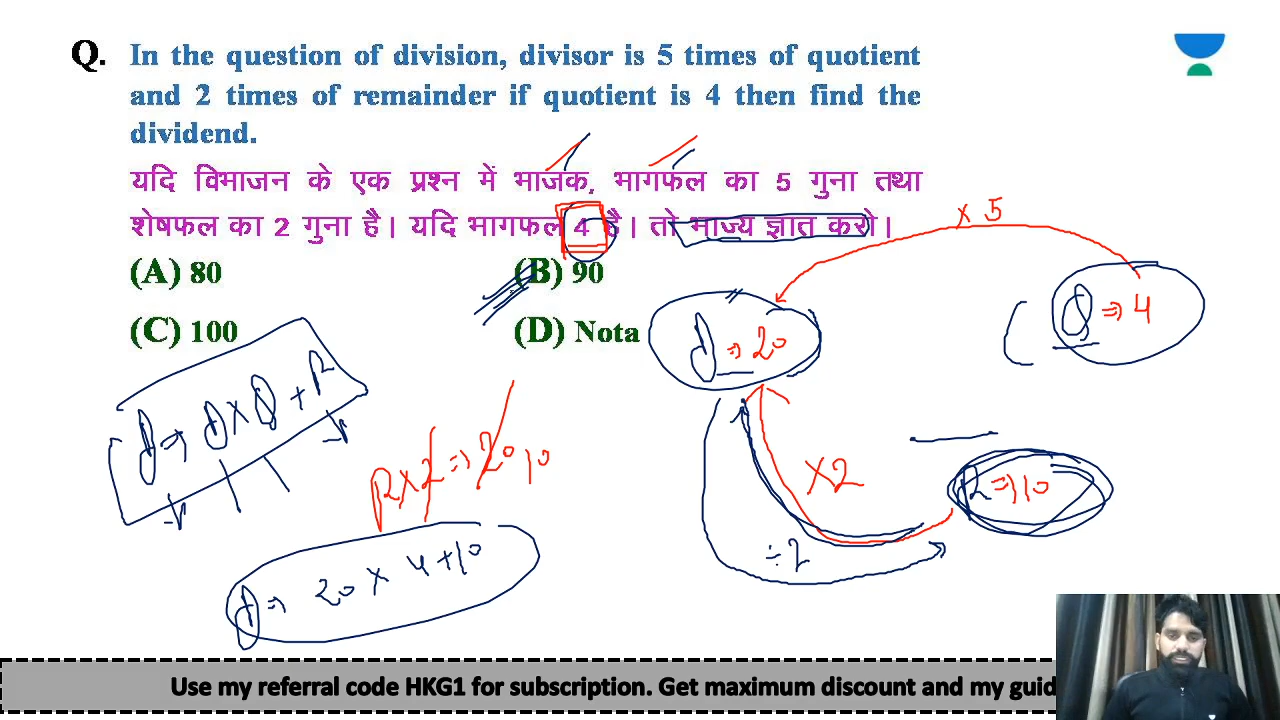 Q. In the question of division, divisor is 5 times of quotient
and 2 times of remainder if quotient is 4 then find the
dividend.
यदि विभाजन के एक प्रश्न में भाजक, भागफल का 5 गुना तथा
शेषफल का 2 गुना है। यदि भागफल 4 है। तो भाज्य ज्ञात करो।
× 5
(A) 80 (B) 90
Q ⇒ 4
(C) 100 (D) Nota
d ⇒ 20
D ⇒ d × Q + R
R × 2 ⇒ 20 10
× 2
R ⇒ 10
÷ 2
D ⇒ 20 × 4 + 10
Use my referral code HKG1 for subscription. Get maximum discount and my guid